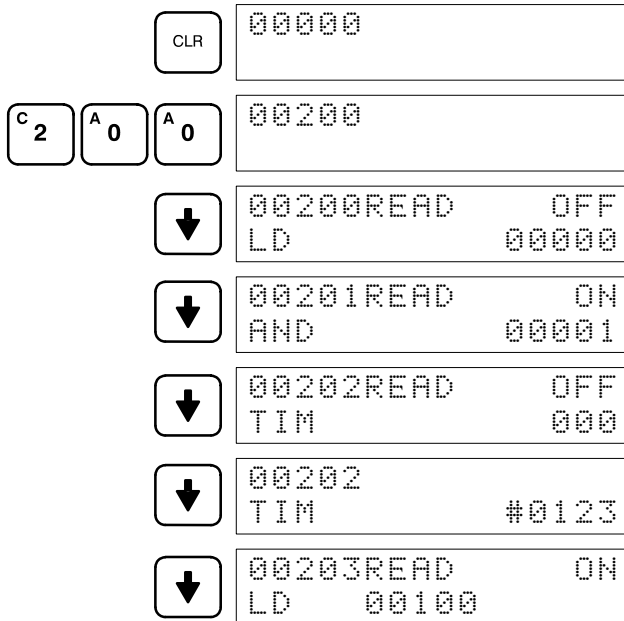 CLR
00000
C 2 A 0 A 0
00200
00200READ OFF
LD 00000
00201READ ON
AND 00001
00202READ OFF
TIM 000
00202
TIM #0123
00203READ ON
LD 00100